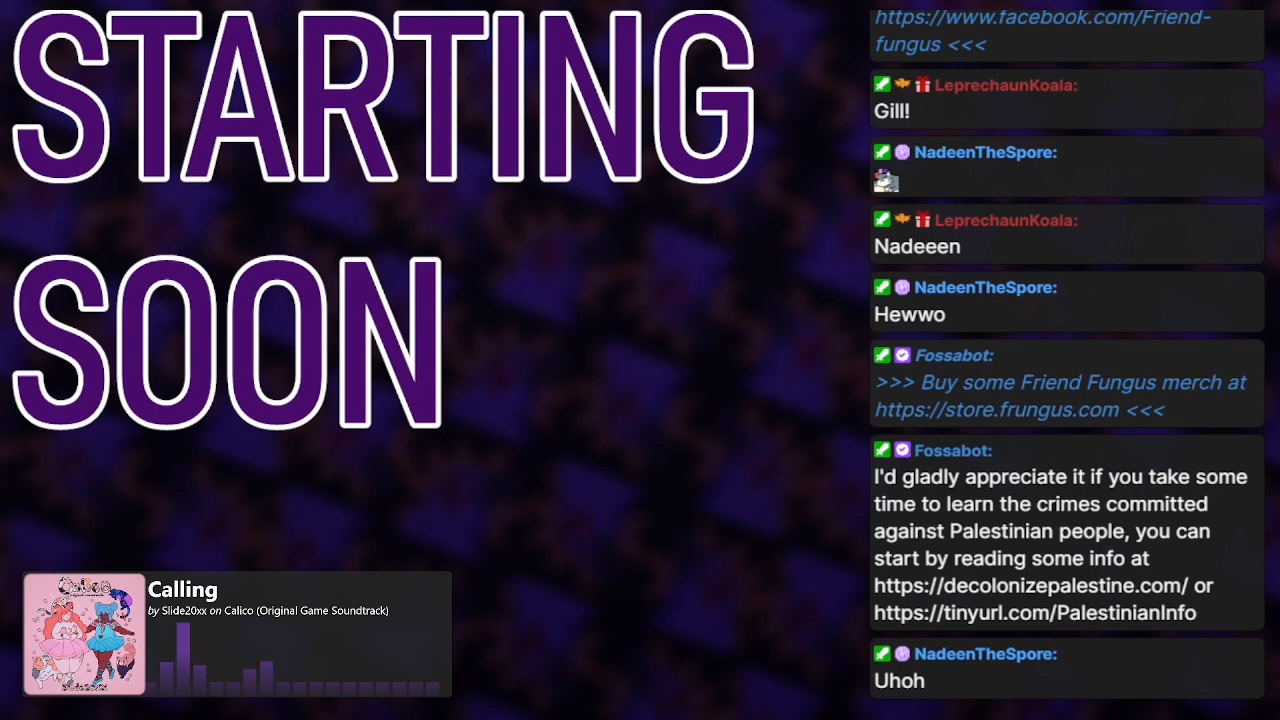 STARTING
SOON
https://www.facebook.com/Friend-
fungus <<<
LeprechaunKoala:
Gill!
NadeenTheSpore:
LeprechaunKoala:
Nadeeen
NadeenTheSpore:
Hewwo
Fossabot:
>>> Buy some Friend Fungus merch at
https://store.frungus.com <<<
Fossabot:
I'd gladly appreciate it if you take some
time to learn the crimes committed
against Palestinian people, you can
start by reading some info at
https://decolonizepalestine.com/ or
https://tinyurl.com/PalestinianInfo
NadeenTheSpore:
Uhoh
Calico
Slide20xx
Calling
by Slide20xx on Calico (Original Game Soundtrack)